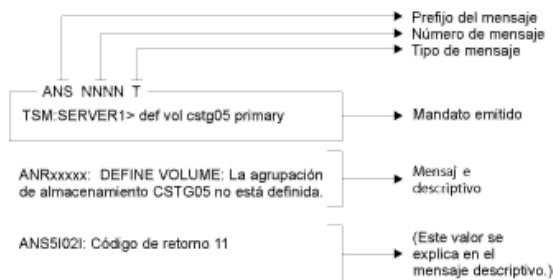 Prefijo del mensaje
Número de mensaje
Tipo de mensaje
ANS NNNN T
TSM:SERVER1> def vol cstg05 primary
Mandato emitido
ANRxxxxx: DEFINE VOLUME: La agrupación
de almacenamiento CSTG05 no está definida.
Mensaj e
descriptivo
ANS5I02I: Código de retorno 11
(Este valor se
explica en el
mensaje descriptivo.)